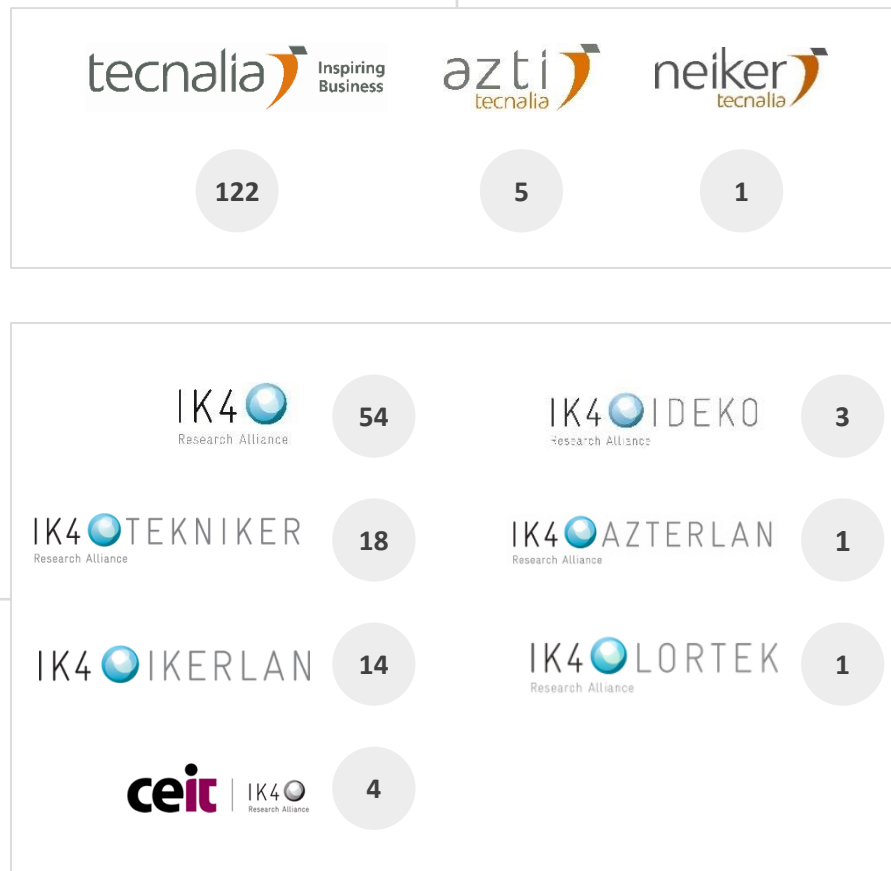 tecnalia Inspiring Business
azti tecnalia
neiker tecnalia
122
5
1
IK4 Research Alliance
54
IK4 IDEKO Research Alliance
3
IK4 TEKNIKER Research Alliance
18
IK4 AZTERLAN Research Alliance
1
IK4 IKERLAN
14
IK4 LORTEK Research Alliance
1
ceit IK4 Research Alliance
4